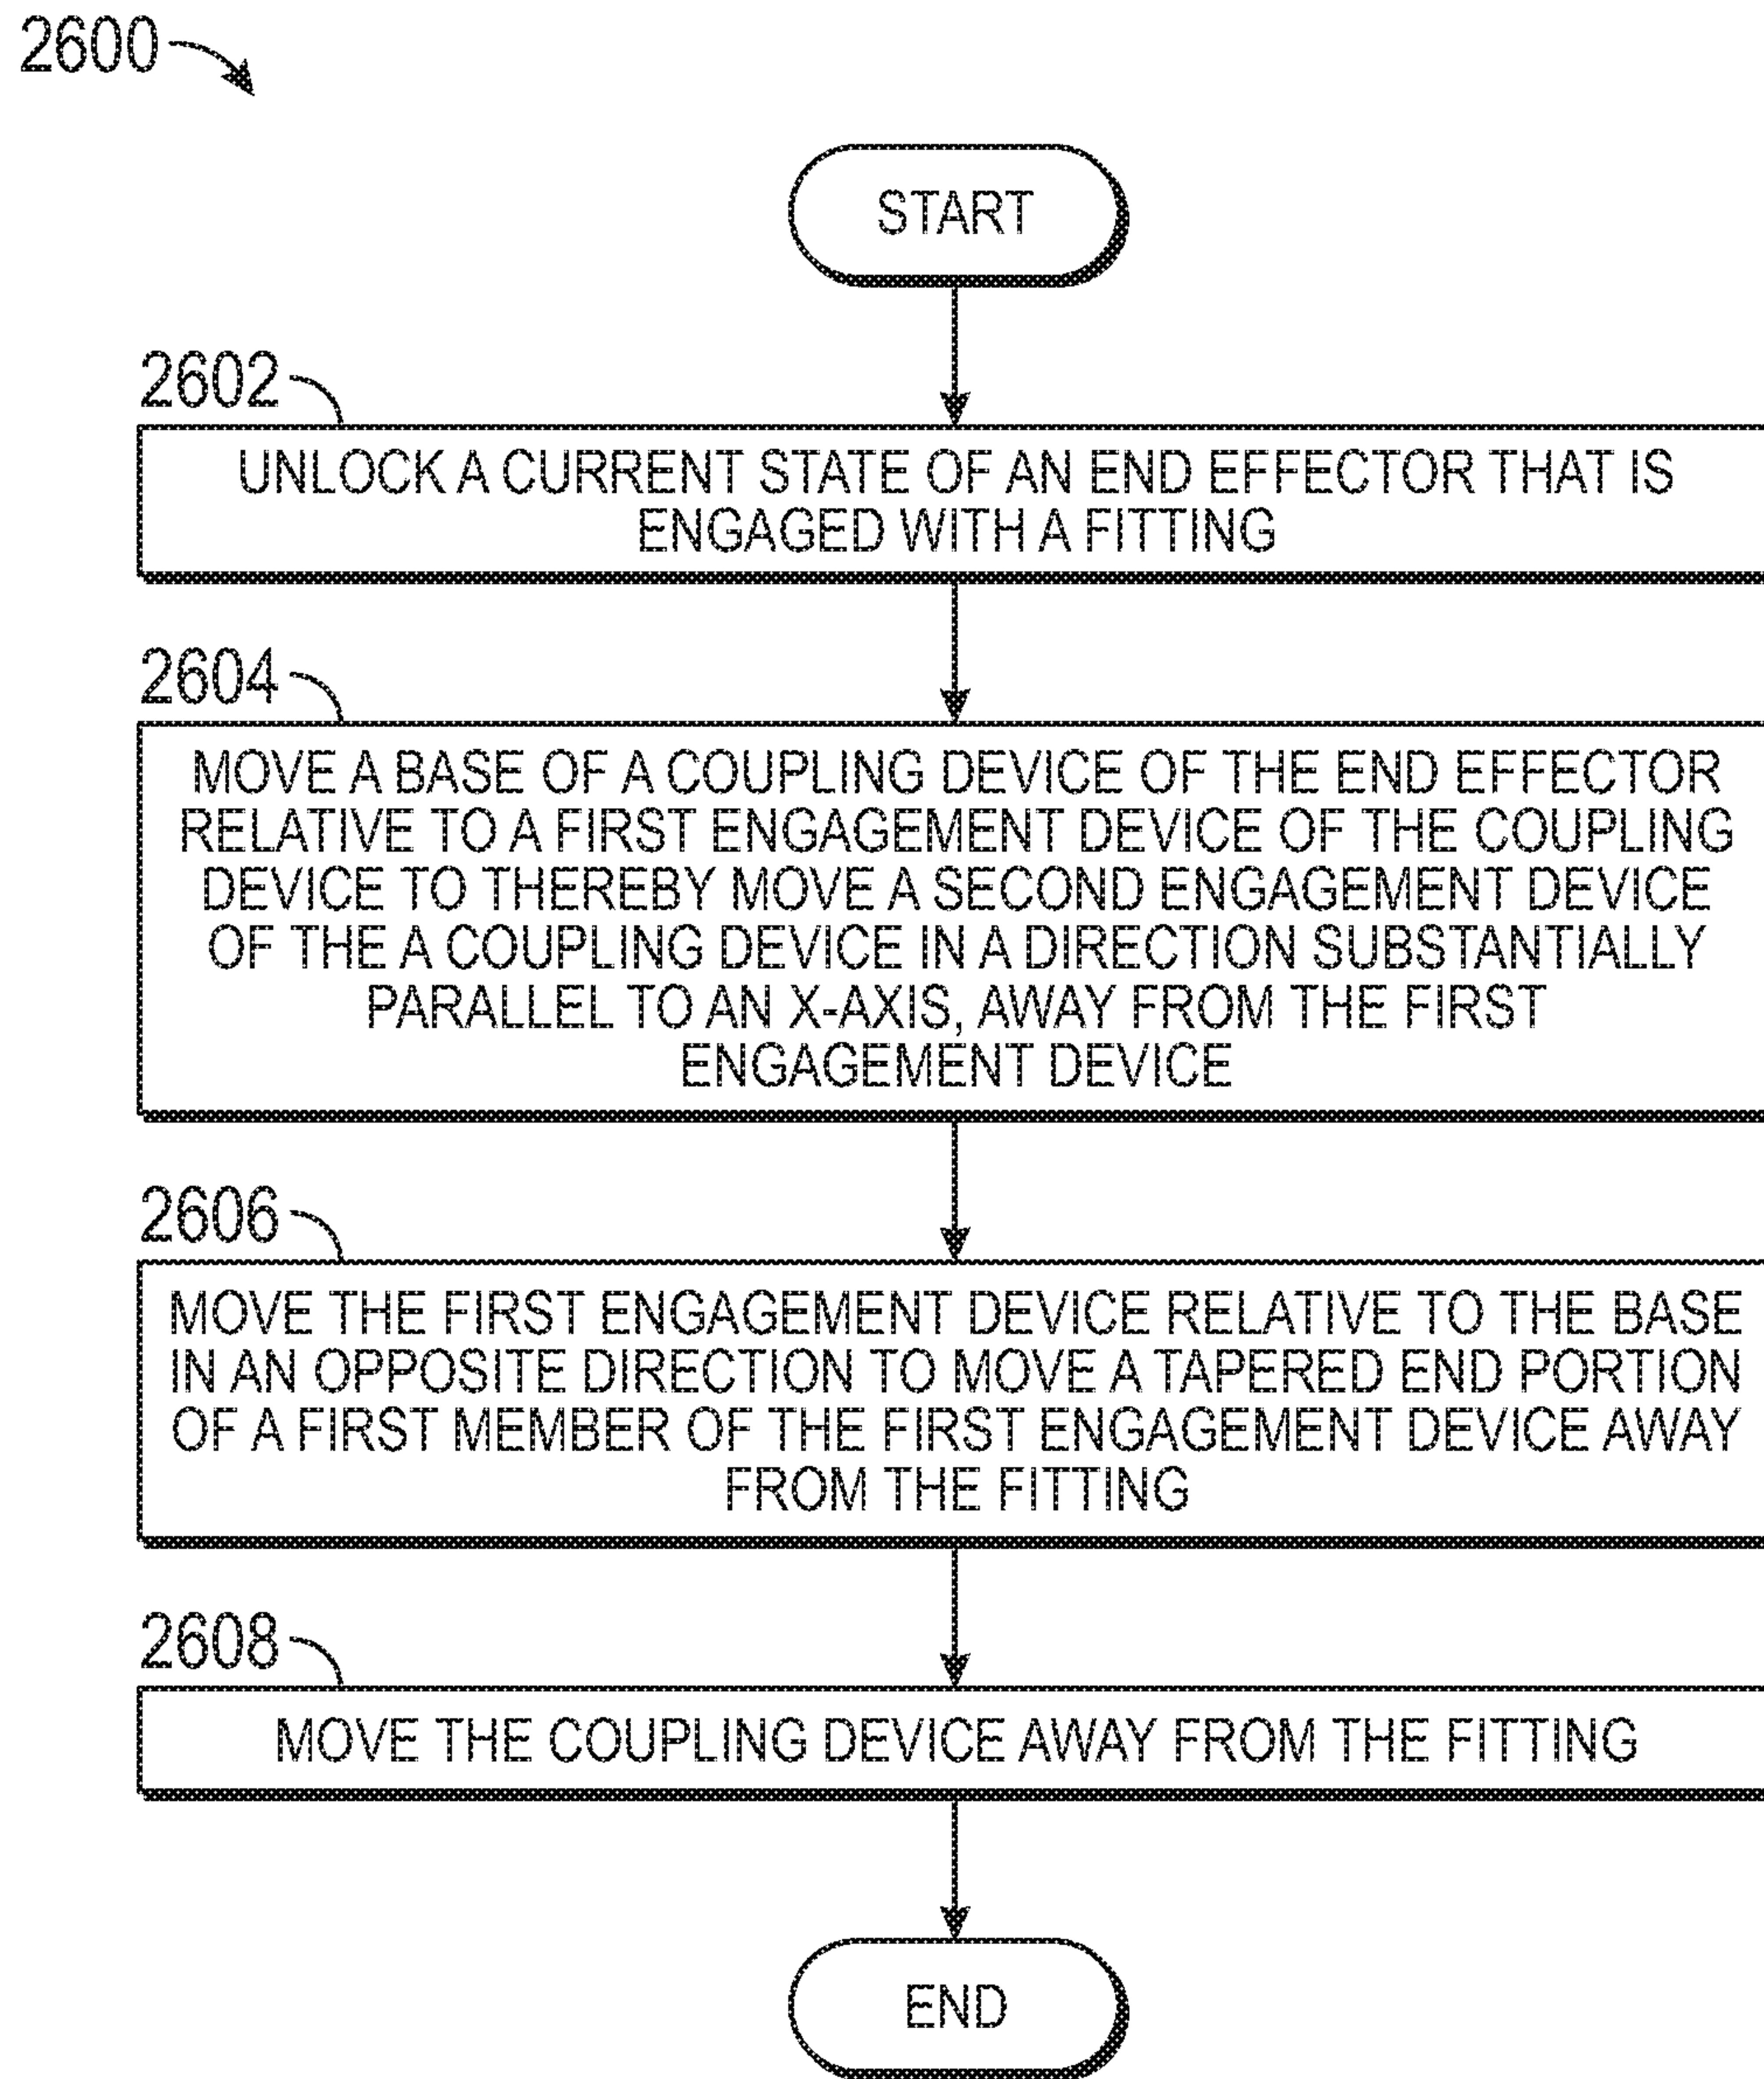 2600
START
2602
UNLOCK A CURRENT STATE OF AN END EFFECTOR THAT IS
ENGAGED WITH A FITTING
2604
MOVE A BASE OF A COUPLING DEVICE OF THE END EFFECTOR
RELATIVE TO A FIRST ENGAGEMENT DEVICE OF THE COUPLING
DEVICE TO THEREBY MOVE A SECOND ENGAGEMENT DEVICE
OF THE A COUPLING DEVICE IN A DIRECTION SUBSTANTIALLY
PARALLEL TO AN X-AXIS, AWAY FROM THE FIRST
ENGAGEMENT DEVICE
2606
MOVE THE FIRST ENGAGEMENT DEVICE RELATIVE TO THE BASE
IN AN OPPOSITE DIRECTION TO MOVE A TAPERED END PORTION
OF A FIRST MEMBER OF THE FIRST ENGAGEMENT DEVICE AWAY
FROM THE FITTING
2608
MOVE THE COUPLING DEVICE AWAY FROM THE FITTING
END